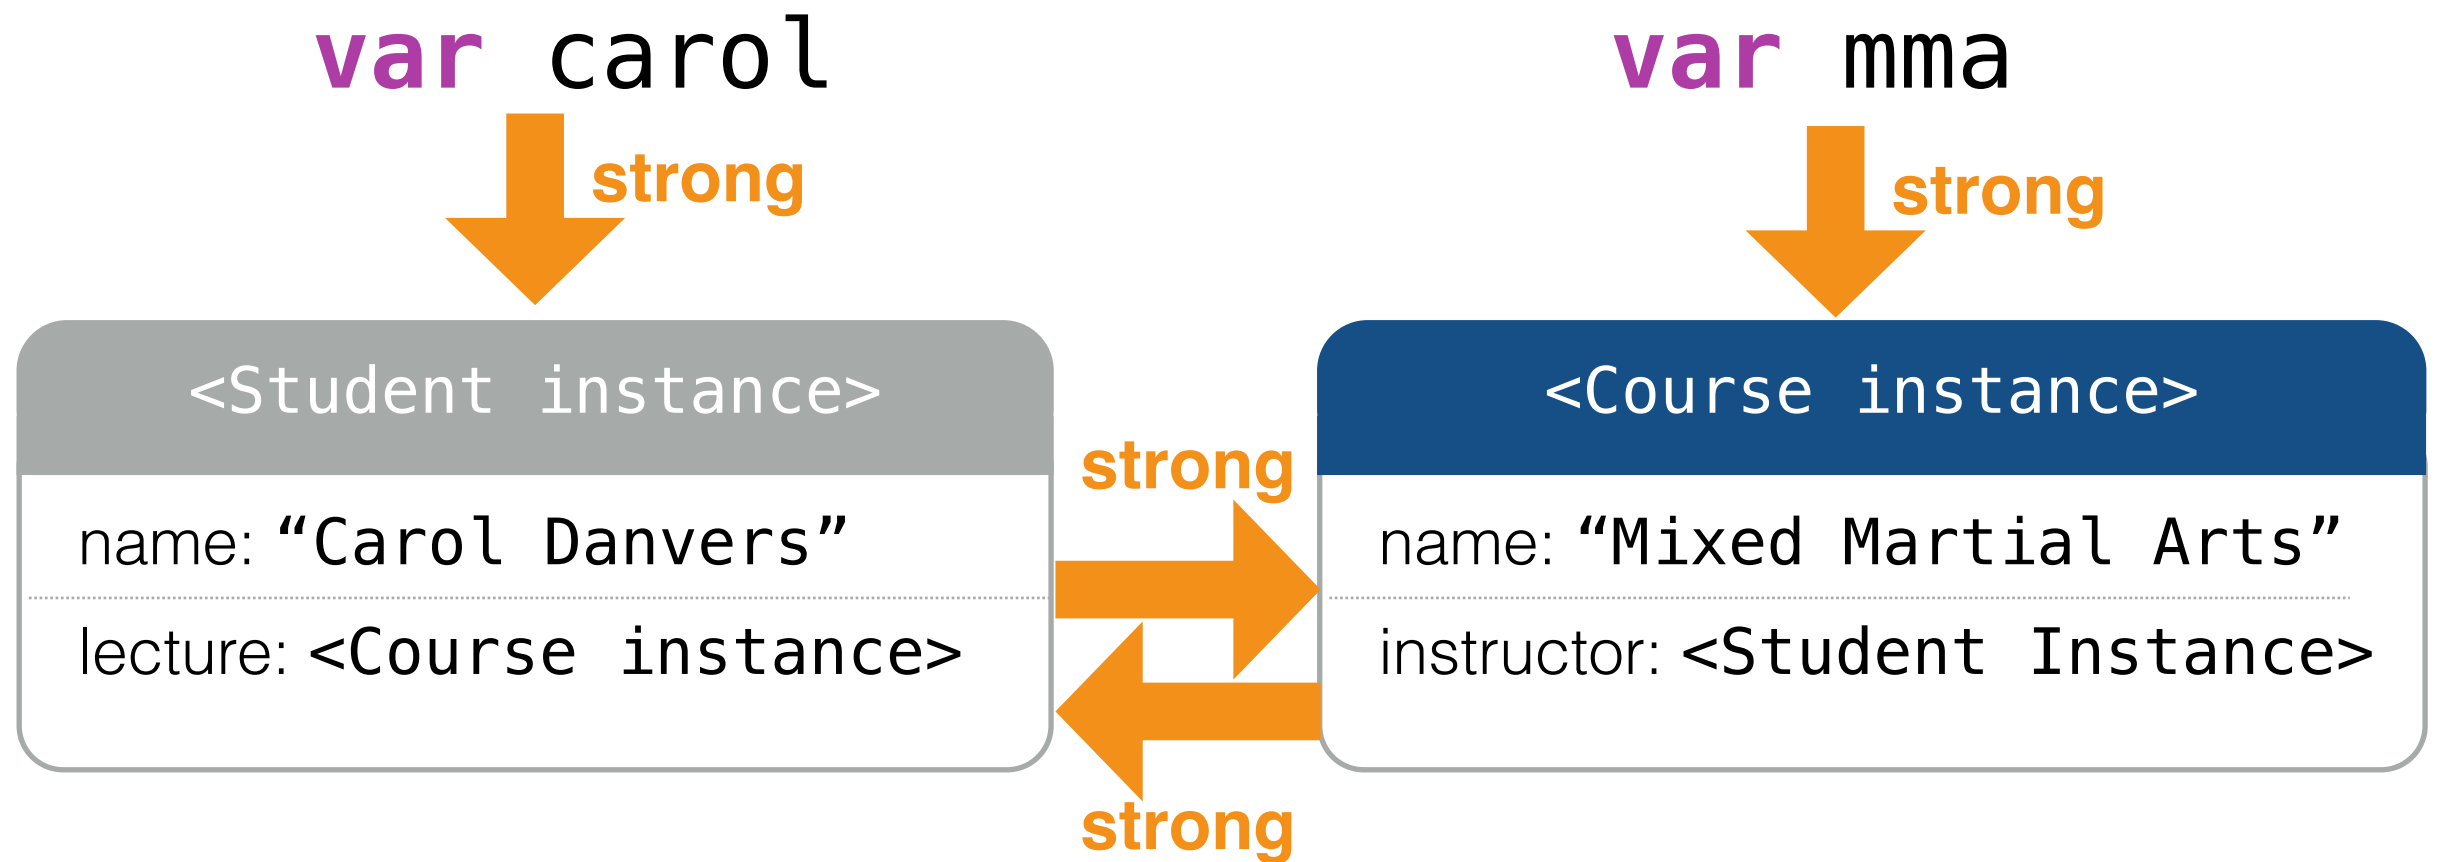 var carol
strong
<Student instance>
name: “Carol Danvers”
lecture: <Course instance>
strong
strong
var mma
strong
<Course instance>
name: “Mixed Martial Arts”
instructor: <Student Instance>